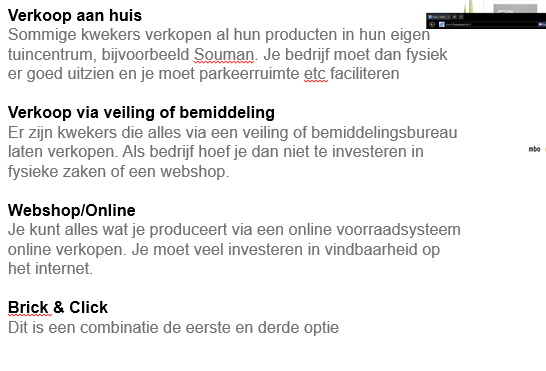 Verkoop aan huis
Sommige kwekers verkopen al hun producten in hun eigen
tuincentrum, bijvoorbeeld Souman. Je bedrijf moet dan fysiek
er goed uitzien en je moet parkeerruimte etc faciliteren
Verkoop via veiling of bemiddeling
Er zijn kwekers die alles via een veiling of bemiddelingsbureau
laten verkopen. Als bedrijf hoef je dan niet te investeren in
fysieke zaken of een webshop.
Webshop/Online
Je kunt alles wat je produceert via een online voorraadsysteem
online verkopen. Je moet veel investeren in vindbaarheid op
het internet.
Brick & Click
Dit is een combinatie de eerste en derde optie
mbo